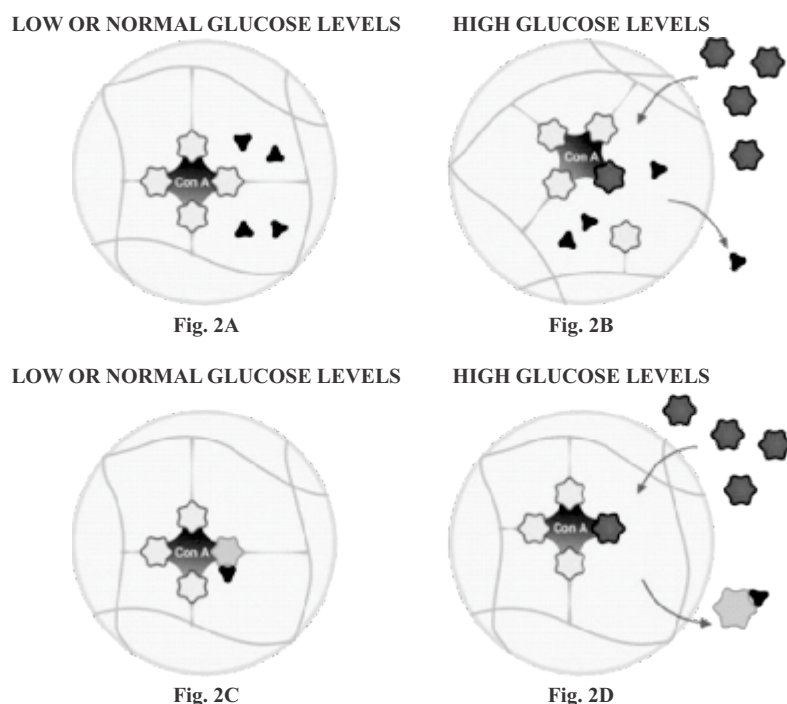 LOW OR NORMAL GLUCOSE LEVELS
HIGH GLUCOSE LEVELS
Con A
Con A
Fig. 2A
Fig. 2B
LOW OR NORMAL GLUCOSE LEVELS
HIGH GLUCOSE LEVELS
Con A
Con A
Fig. 2C
Fig. 2D